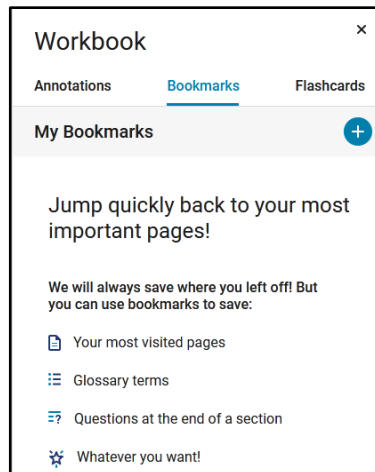 Workbook
Annotations Bookmarks Flashcards
My Bookmarks
Jump quickly back to your most
important pages!
We will always save where you left off! But
you can use bookmarks to save:
Your most visited pages
Glossary terms
Questions at the end of a section
Whatever you want!